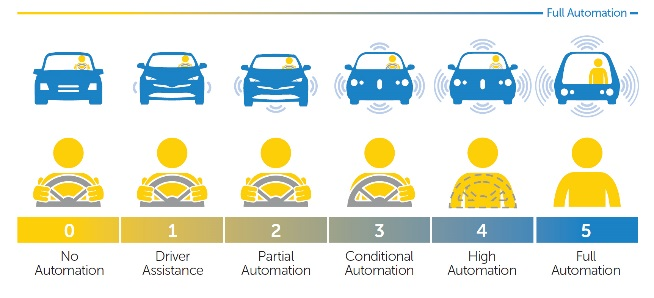 Full Automation
0
1
2
3
4
5
No
Automation
Driver
Assistance
Partial
Automation
Conditional
Automation
High
Automation
Full
Automation